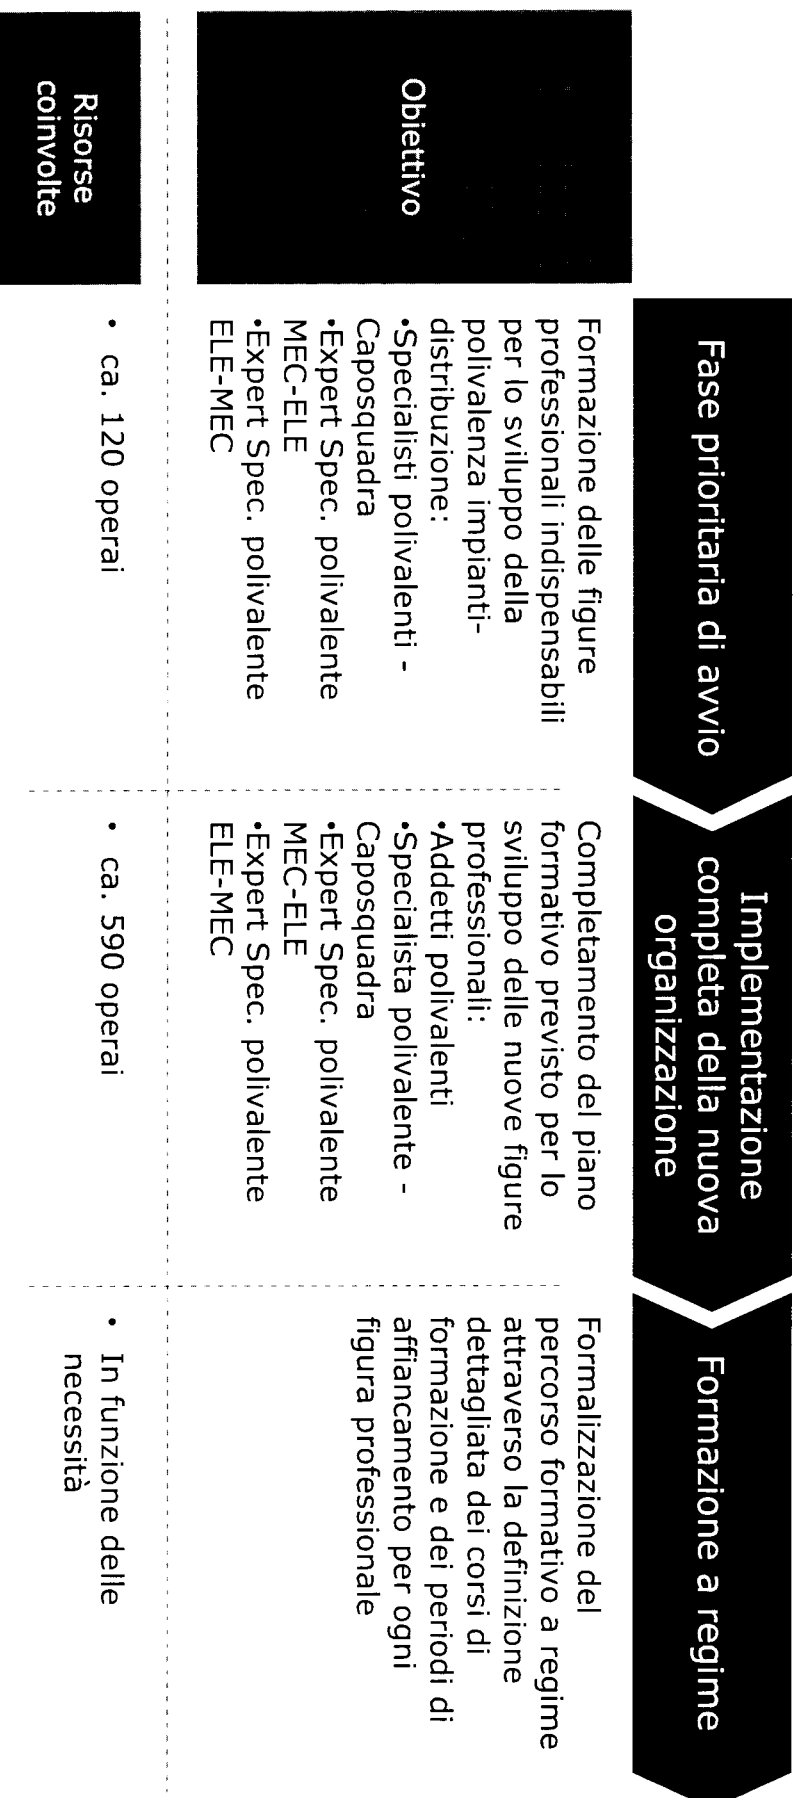 Fase prioritaria di avvio
Implementazione
completa della nuova
organizzazione
Formazione a regime
Obiettivo
Formazione delle figure
professionali indispensabili
per lo sviluppo della
polivalenza impianti-
distribuzione:
•Specialisti polivalenti -
Caposquadra
•Expert Spec. polivalente
MEC-ELE
•Expert Spec. polivalente
ELE-MEC
Completamento del piano
formativo previsto per lo
sviluppo delle nuove figure
professionali:
•Addetti polivalenti
•Specialista polivalente -
Caposquadra
•Expert Spec. polivalente
MEC-ELE
•Expert Spec. polivalente
ELE-MEC
Formalizzazione del
percorso formativo a regime
attraverso la definizione
dettagliata dei corsi di
formazione e dei periodi di
affiancamento per ogni
figura professionale
Risorse
coinvolte
• ca. 120 operai
• ca. 590 operai
• In funzione delle
necessità